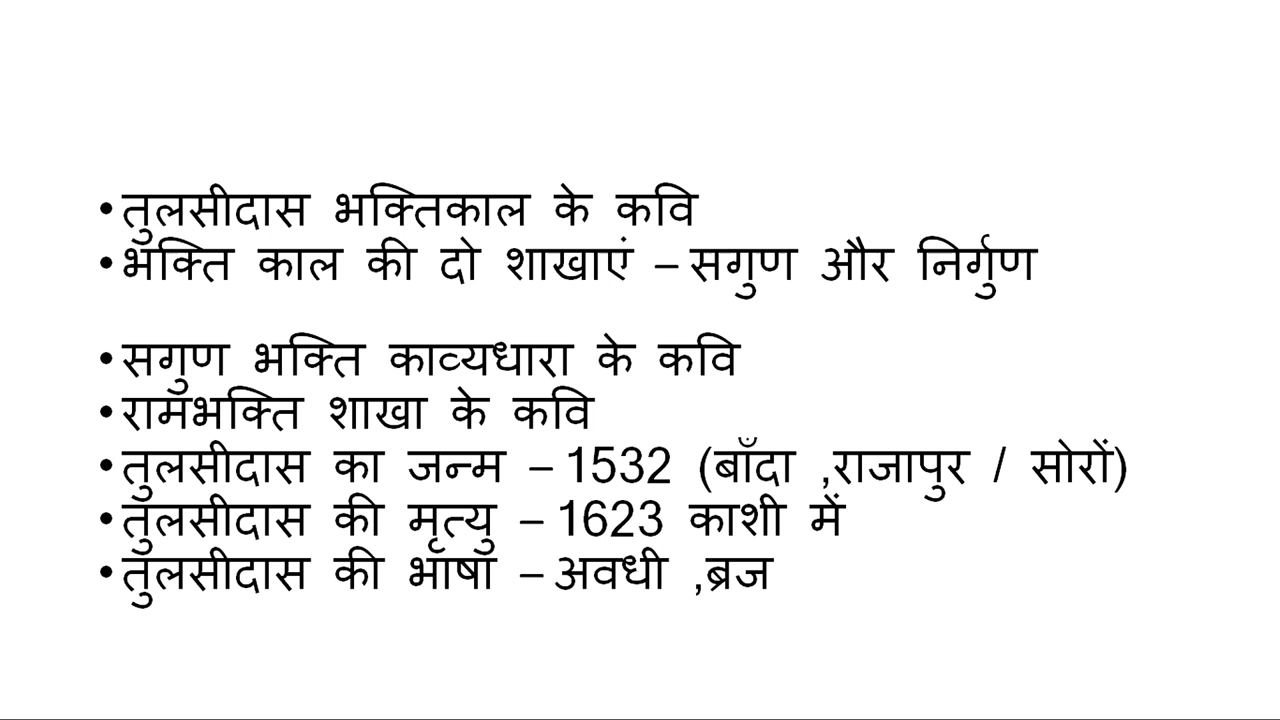 •तुलसीदास भक्तिकाल के कवि
•भक्ति काल की दो शाखाएं – सगुण और निर्गुण
•सगुण भक्ति काव्यधारा के कवि
•रामभक्ति शाखा के कवि
•तुलसीदास का जन्म – 1532 (बाँदा ,राजापुर / सोरों)
•तुलसीदास की मृत्यु – 1623 काशी में
•तुलसीदास की भाषा – अवधी ,ब्रज